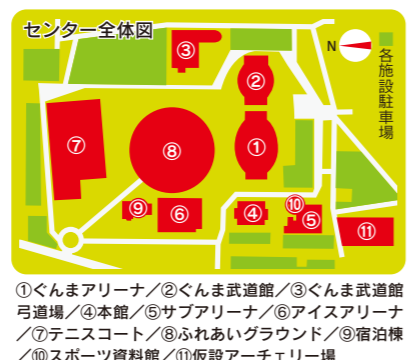 センター全体図
N
各施設駐車場
③
②
⑦
⑧
①
⑨
⑥
④
⑩
⑤
⑪
①ぐんまアリーナ／②ぐんま武道館／③ぐんま武道館
弓道場／④本館／⑤サブアリーナ／⑥アイスアリーナ
／⑦テニスコート／⑧ふれあいグラウンド／⑨宿泊棟
／⑩スポーツ資料館／⑪仮設アーチェリー場